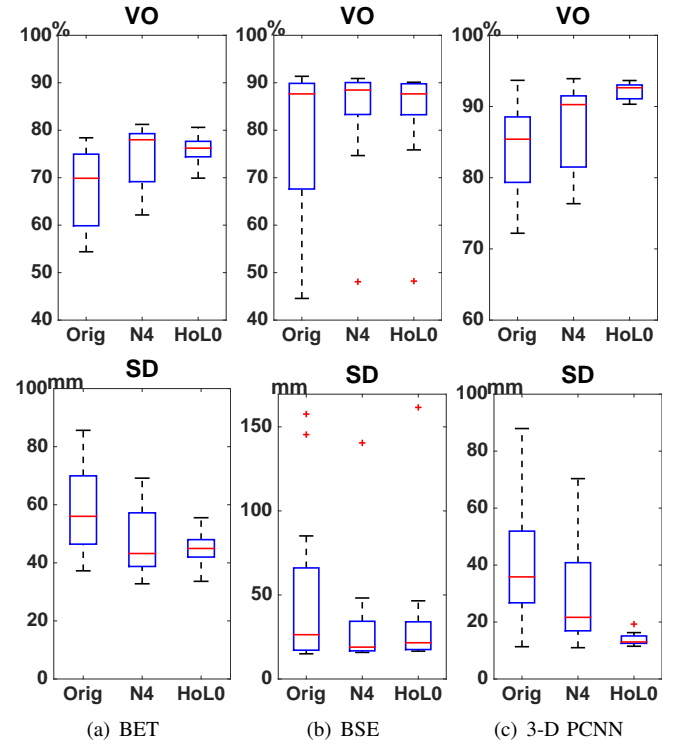 VO VO VO
100% 100% 100%
90 90 90
80 80 80
70 70 70
60 60 60
50 50
40 40
Orig N4 HoL0 Orig N4 HoL0 Orig N4 HoL0
SD SD SD
100mm mm 100mm
80 150 80
60 100 60
40 50 40
20 20
0 0 0
Orig N4 HoL0 Orig N4 HoL0 Orig N4 HoL0
(a) BET (b) BSE (c) 3-D PCNN